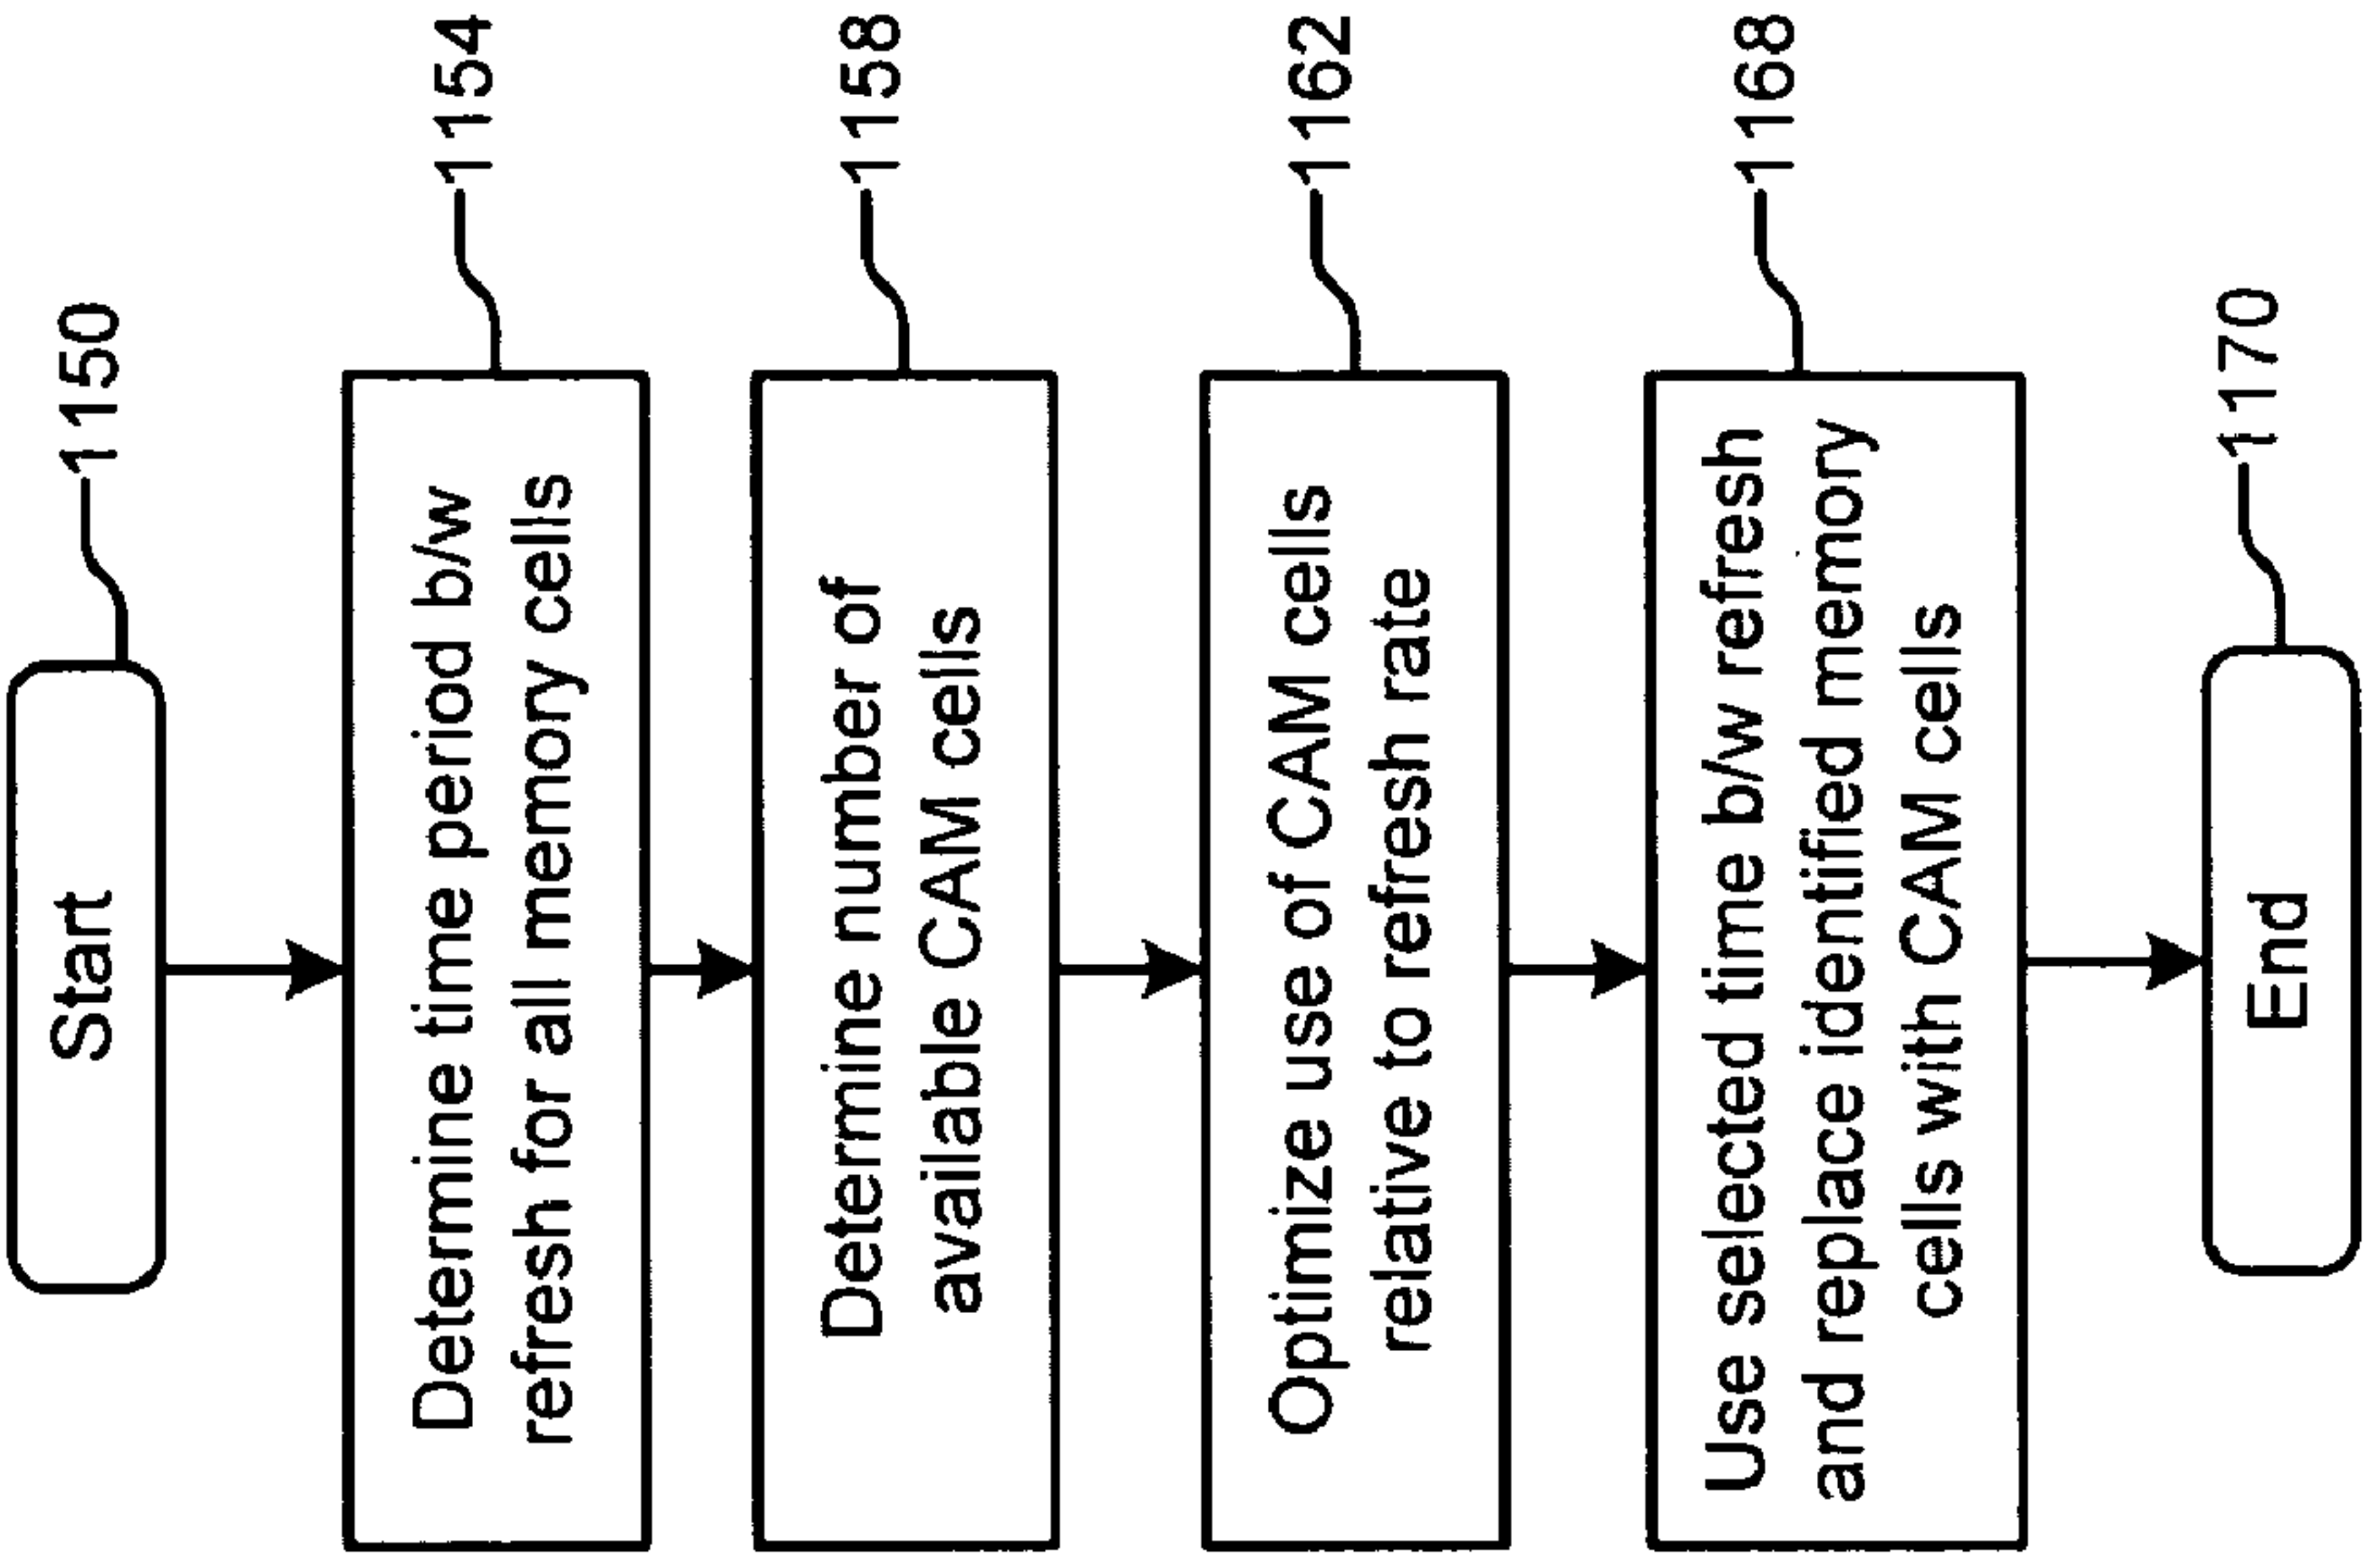 Start
1150
Determine time period b/w
refresh for all memory cells
1154
Determine number of
available CAM cells
1158
Optimize use of CAM cells
relative to refresh rate
1162
Use selected time b/w refresh
and replace identified memory
cells with CAM cells
1168
End
1170